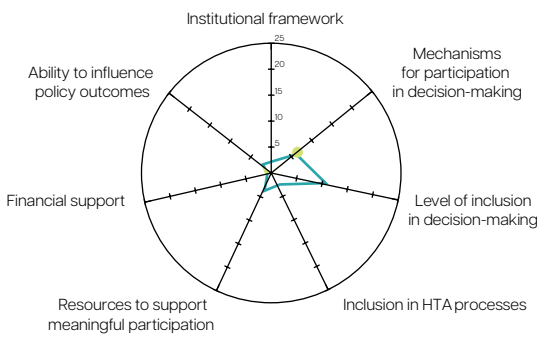 Institutional framework
25
20
15
10
5
Mechanisms
for participation
in decision-making
Level of inclusion
in decision-making
Inclusion in HTA processes
Resources to support
meaningful participation
Financial support
Ability to influence
policy outcomes